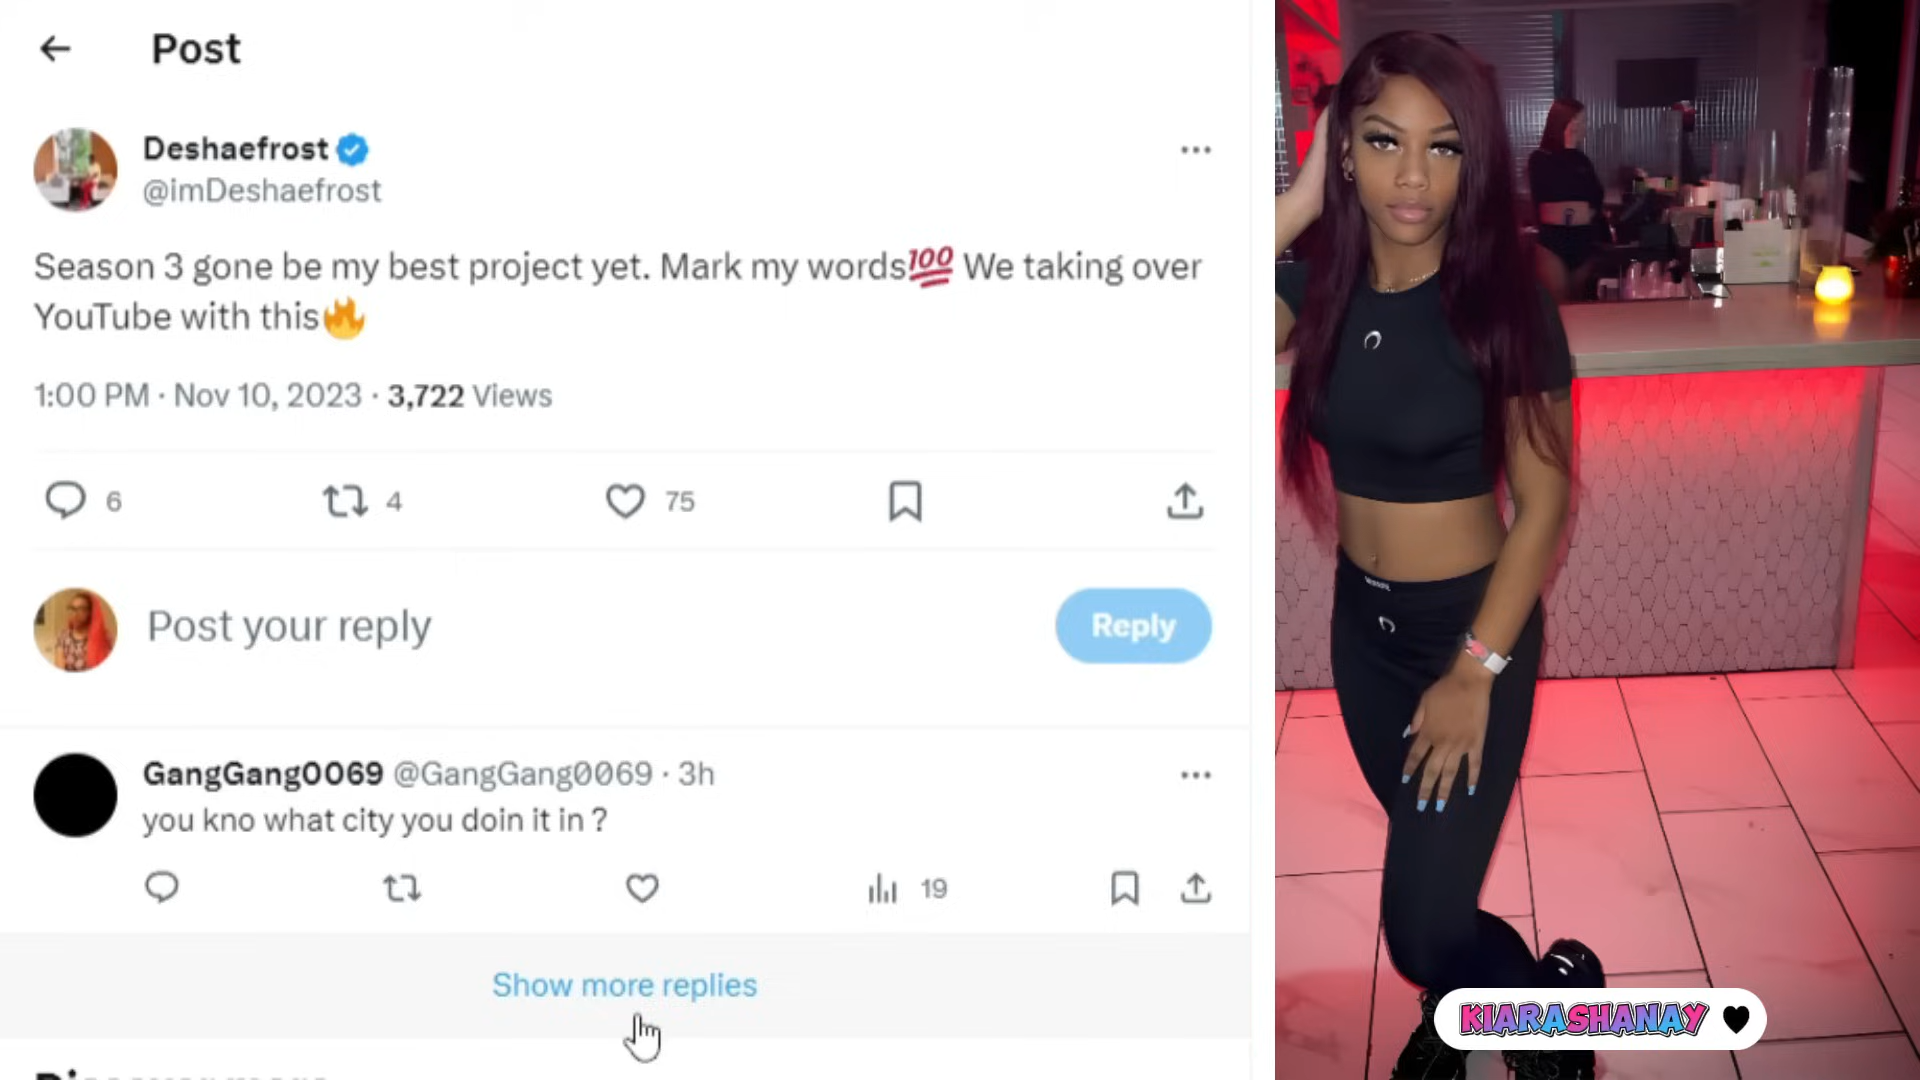 Post
Deshaefrost
@imDeshaefrost
Season 3 gone be my best project yet. Mark my words💯 We taking over
YouTube with this🔥
1:00 PM · Nov 10, 2023 · 3,722 Views
6 4 75
Post your reply
Reply
GangGang0069 @GangGang0069 · 3h
you kno what city you doin it in ?
19
Show more replies
KIARASHANAY 🖤